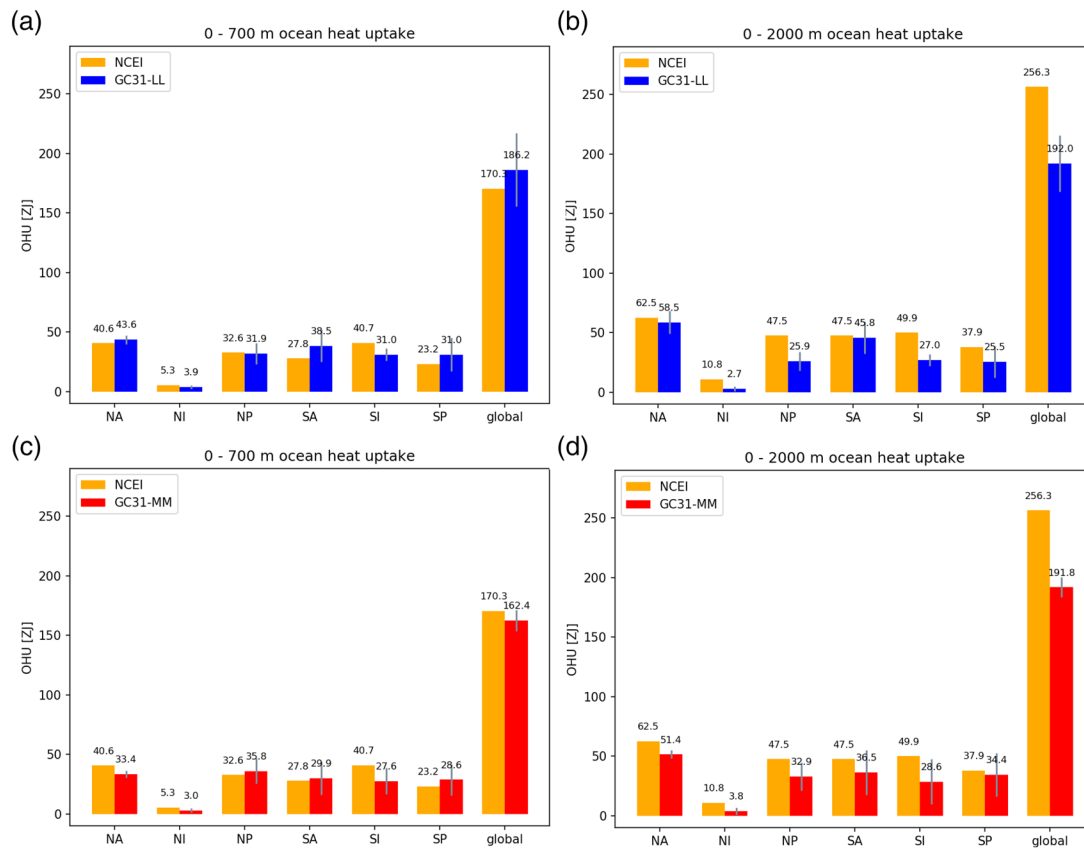 (a)
0 - 700 m ocean heat uptake
NCEI
GC31-LL
OHU [ZJ]
250
200
150
100
50
0
40.6 43.6
5.3 3.9
32.6 31.9
27.8 38.5
40.7 31.0
23.2 31.0
170.3 186.2
NA NI NP SA SI SP global
(b)
0 - 2000 m ocean heat uptake
NCEI
GC31-LL
OHU [ZJ]
250
200
150
100
50
0
62.5 58.5
10.8 2.7
47.5 25.9
47.5 45.8
49.9 27.0
37.9 25.5
256.3 192.0
NA NI NP SA SI SP global
(c)
0 - 700 m ocean heat uptake
NCEI
GC31-MM
OHU [ZJ]
250
200
150
100
50
0
40.6 33.4
5.3 3.0
32.6 35.8
27.8 29.9
40.7 27.6
23.2 28.6
170.3 162.4
NA NI NP SA SI SP global
(d)
0 - 2000 m ocean heat uptake
NCEI
GC31-MM
OHU [ZJ]
250
200
150
100
50
0
62.5 51.4
10.8 3.8
47.5 32.9
47.5 36.5
49.9 28.6
37.9 34.4
256.3 191.8
NA NI NP SA SI SP global